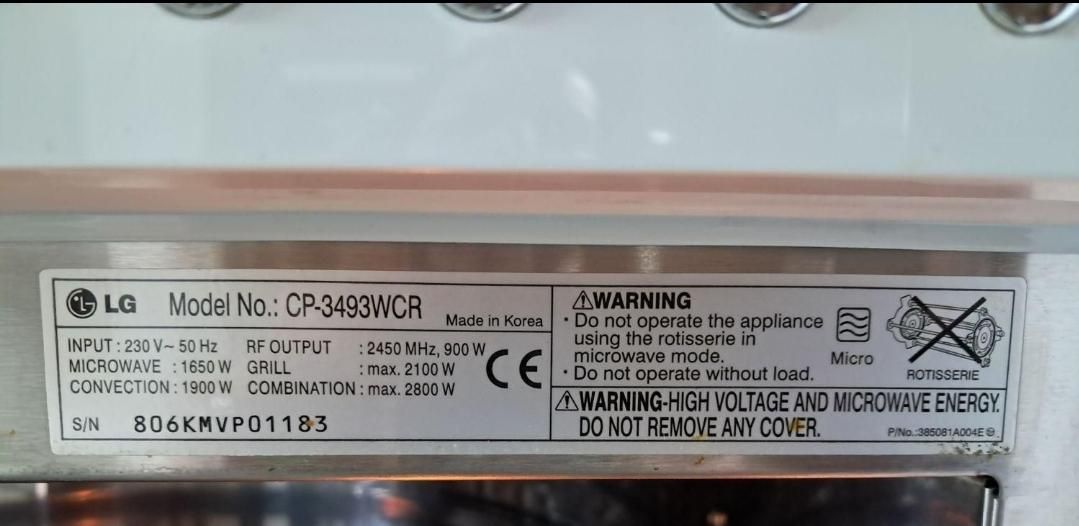 LG Model No.: CP-3493WCR Made in Korea
INPUT : 230 V~ 50 Hz RF OUTPUT : 2450 MHz, 900 W
MICROWAVE : 1650 W GRILL : max. 2100 W
CONVECTION : 1900 W COMBINATION : max. 2800 W
CE
S/N 806KMVP01183
⚠WARNING
• Do not operate the appliance
using the rotisserie in
microwave mode.
• Do not operate without load.
Micro
ROTISSERIE
⚠WARNING-HIGH VOLTAGE AND MICROWAVE ENERGY.
DO NOT REMOVE ANY COVER.
P/No.:385081A004E